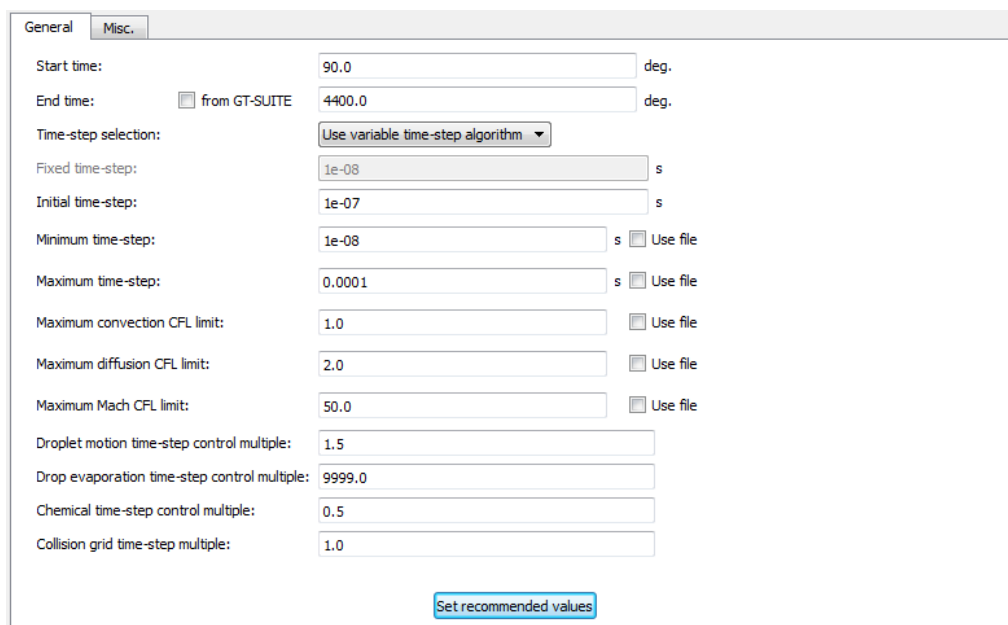 General Misc.
Start time: 90.0 deg.
End time: from GT-SUITE 4400.0 deg.
Time-step selection: Use variable time-step algorithm
Fixed time-step: 1e-08 s
Initial time-step: 1e-07 s
Minimum time-step: 1e-08 s Use file
Maximum time-step: 0.0001 s Use file
Maximum convection CFL limit: 1.0 Use file
Maximum diffusion CFL limit: 2.0 Use file
Maximum Mach CFL limit: 50.0 Use file
Droplet motion time-step control multiple: 1.5
Drop evaporation time-step control multiple: 9999.0
Chemical time-step control multiple: 0.5
Collision grid time-step multiple: 1.0
Set recommended values